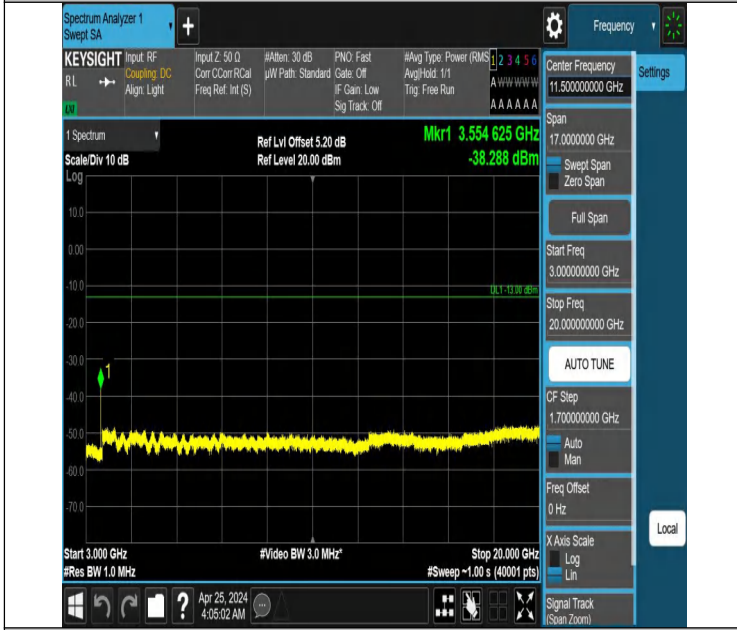 Spectrum Analyzer 1
Swept SA
+
Frequency
KEYSIGHT
RL
Input: RF
Coupling: DC
Align: Light
Input Z: 50 Ω
Corr CCorr RCal
Freq Ref: Int (S)
#Atten: 30 dB
µW Path: Standard
PNO: Fast
Gate: Off
IF Gain: Low
Sig Track: Off
#Avg Type: Power (RMS
Avg|Hold: 1/1
Trig: Free Run
1 2 3 4 5 6
A W W W W W
A A A A A A
1 Spectrum
Scale/Div 10 dB
Log
Ref Lvl Offset 5.20 dB
Ref Level 20.00 dBm
Mkr1 3.554 625 GHz
-38.288 dBm
10.0
0.00
-10.0
DL1 -13.00 dBm
-20.0
-30.0
1
-40.0
-50.0
-60.0
-70.0
Start 3.000 GHz
#Res BW 1.0 MHz
#Video BW 3.0 MHz*
Stop 20.000 GHz
#Sweep ~1.00 s (40001 pts)
?
Apr 25, 2024
4:05:02 AM
Center Frequency
11.500000000 GHz
Settings
Span
17.0000000 GHz
Swept Span
Zero Span
Full Span
Start Freq
3.000000000 GHz
Stop Freq
20.000000000 GHz
AUTO TUNE
CF Step
1.700000000 GHz
Auto
Man
Freq Offset
0 Hz
X Axis Scale
Log
Lin
Local
Signal Track
(Span Zoom)